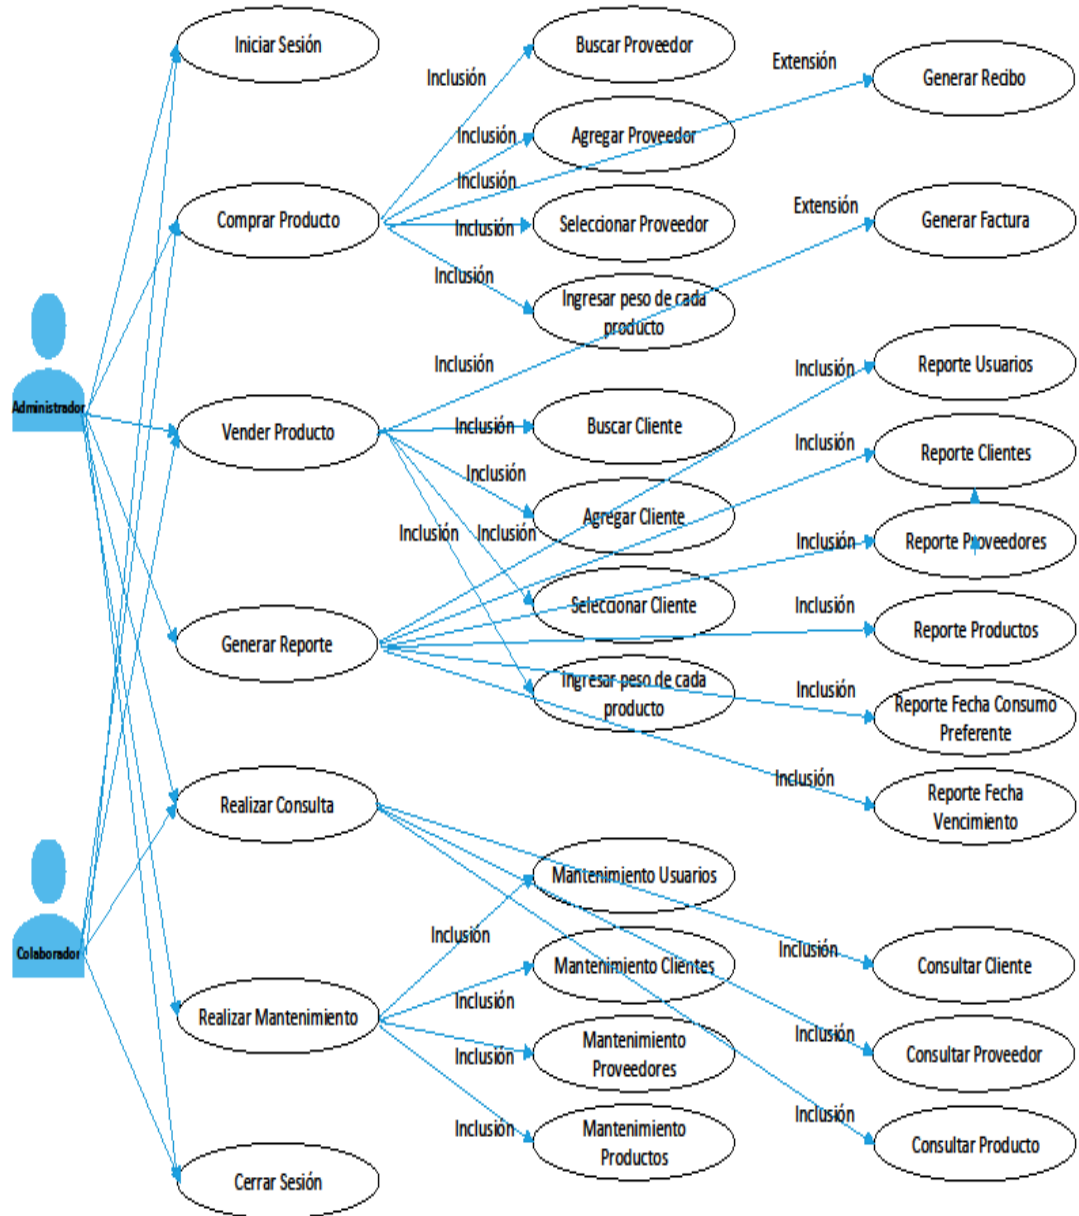 Iniciar Sesión
Buscar Proveedor
Extensión
Generar Recibo
Inclusión
Inclusión
Agregar Proveedor
Inclusión
Comprar Producto
Inclusión
Seleccionar Proveedor
Extensión
Generar Factura
Inclusión
Ingresar peso de cada
producto
Inclusión
Inclusión
Reporte Usuarios
Administrador
Vender Producto
Inclusión
Buscar Cliente
Inclusión
Reporte Clientes
Inclusión
Agregar Cliente
Inclusión
Inclusión
Inclusión
Reporte Proveedores
Seleccionar Cliente
Inclusión
Reporte Productos
Generar Reporte
Ingresar peso de cada
producto
Inclusión
Reporte Fecha Consumo
Preferente
Inclusión
Reporte Fecha
Vencimiento
Realizar Consulta
Mantenimiento Usuarios
Colaborador
Inclusión
Inclusión
Mantenimiento Clientes
Consultar Cliente
Inclusión
Realizar Mantenimiento
Inclusión
Mantenimiento
Proveedores
Inclusión
Consultar Proveedor
Inclusión
Mantenimiento
Productos
Inclusión
Consultar Producto
Cerrar Sesión